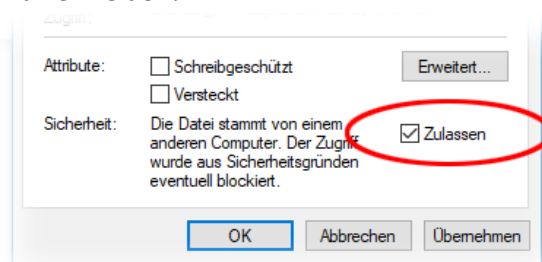 Zugriff:
Attribute: Schreibgeschützt Erweitert...
Versteckt
Sicherheit: Die Datei stammt von einem
anderen Computer. Der Zugriff
wurde aus Sicherheitsgründen
eventuell blockiert.
Zulassen
OK Abbrechen Übernehmen